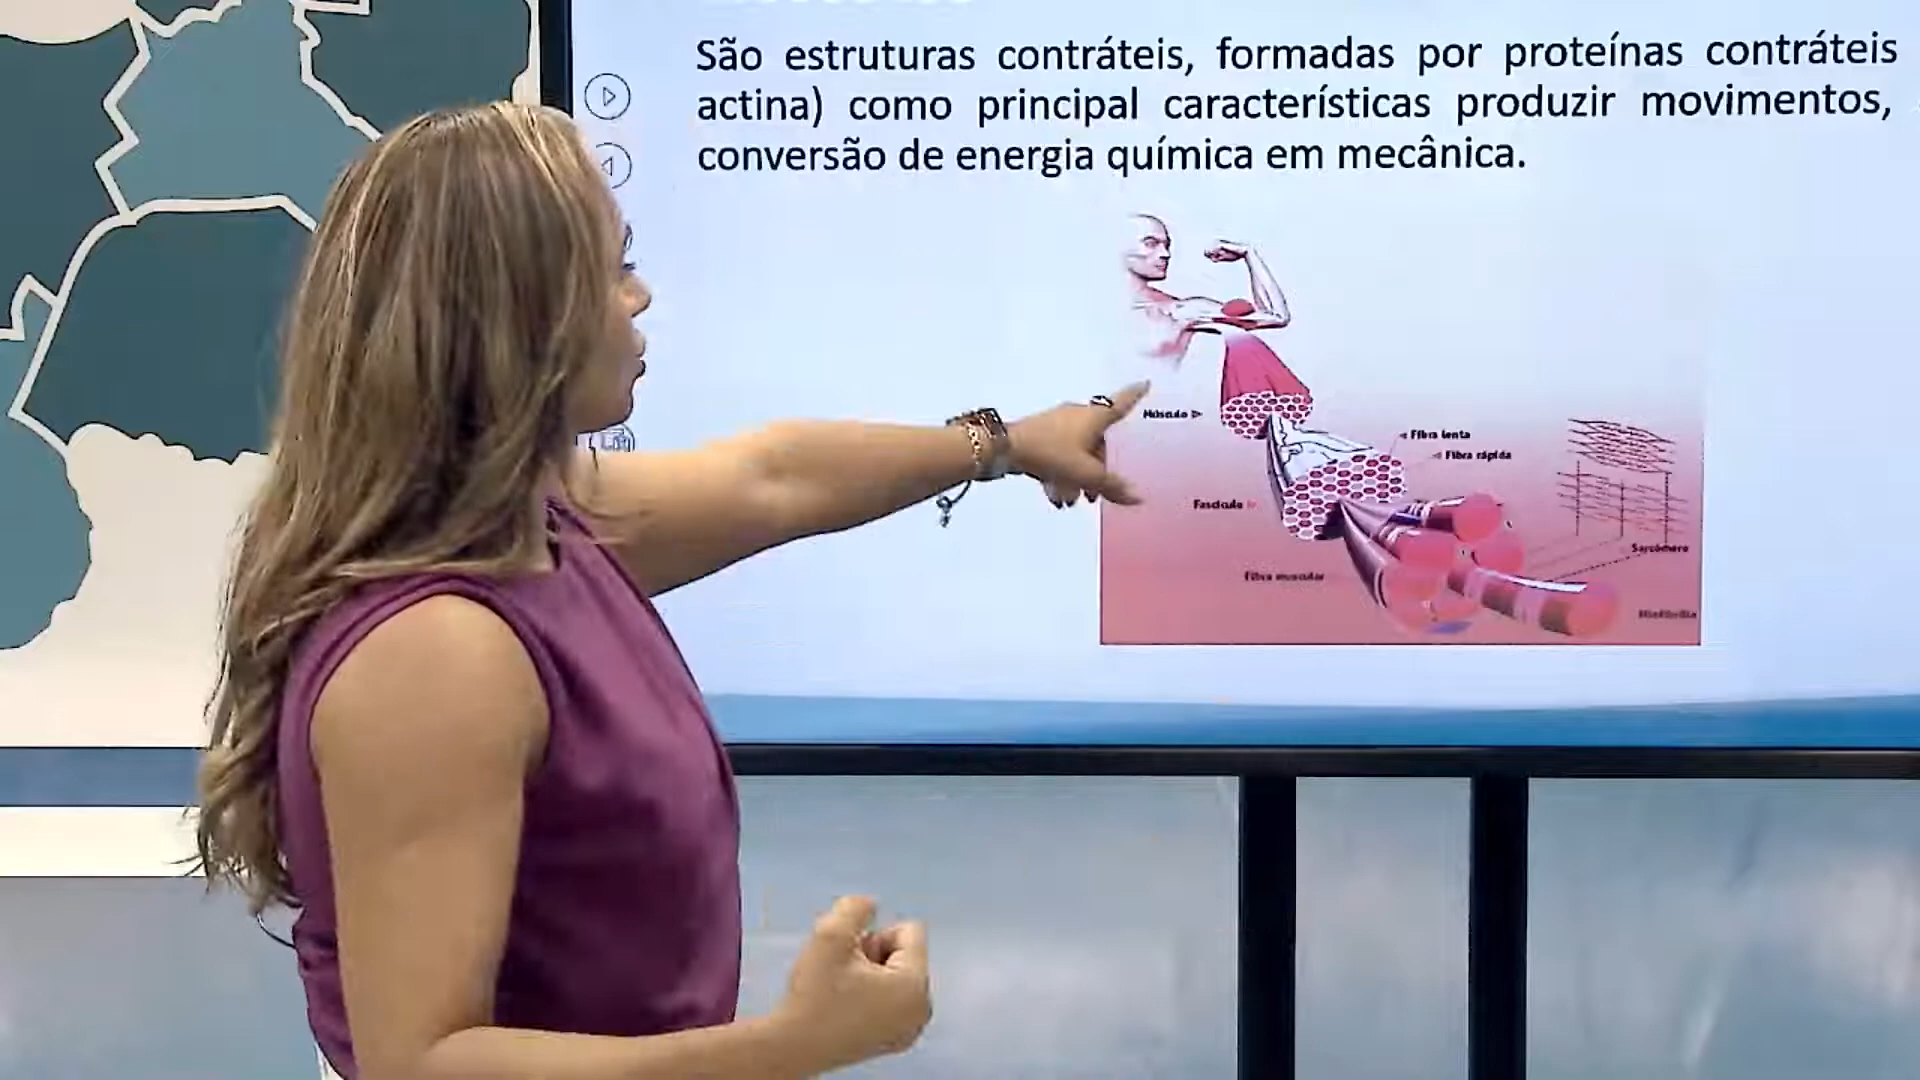 São estruturas contráteis, formadas por proteínas contráteis
actina) como principal características produzir movimentos,
conversão de energia química em mecânica.
Músculo
Fibra lenta
Fibra rápida
Fascículo
Sarcômero
Fibra muscular
Miofibrila